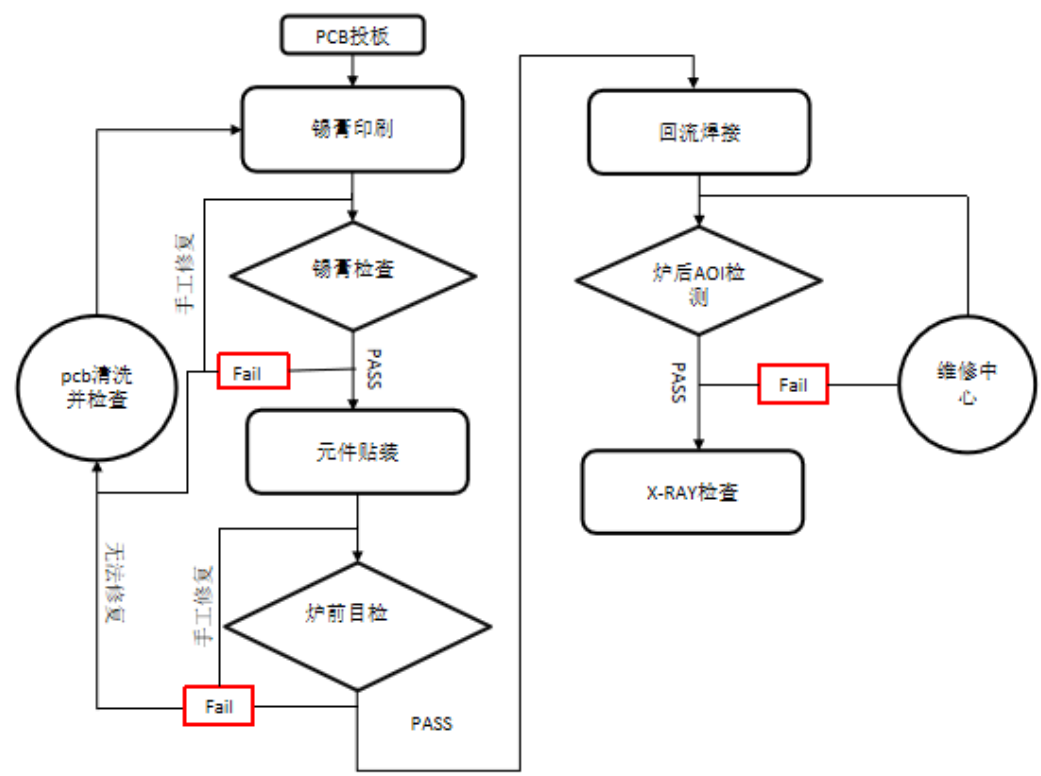 PCB投板
锡膏印刷
手工修复
锡膏检查
PASS
Fail
pcb清洗
并检查
元件贴装
无法修复
手工修复
炉前目检
Fail
PASS
回流焊接
炉后AOI检
测
PASS
Fail
维修中
心
X-RAY检查